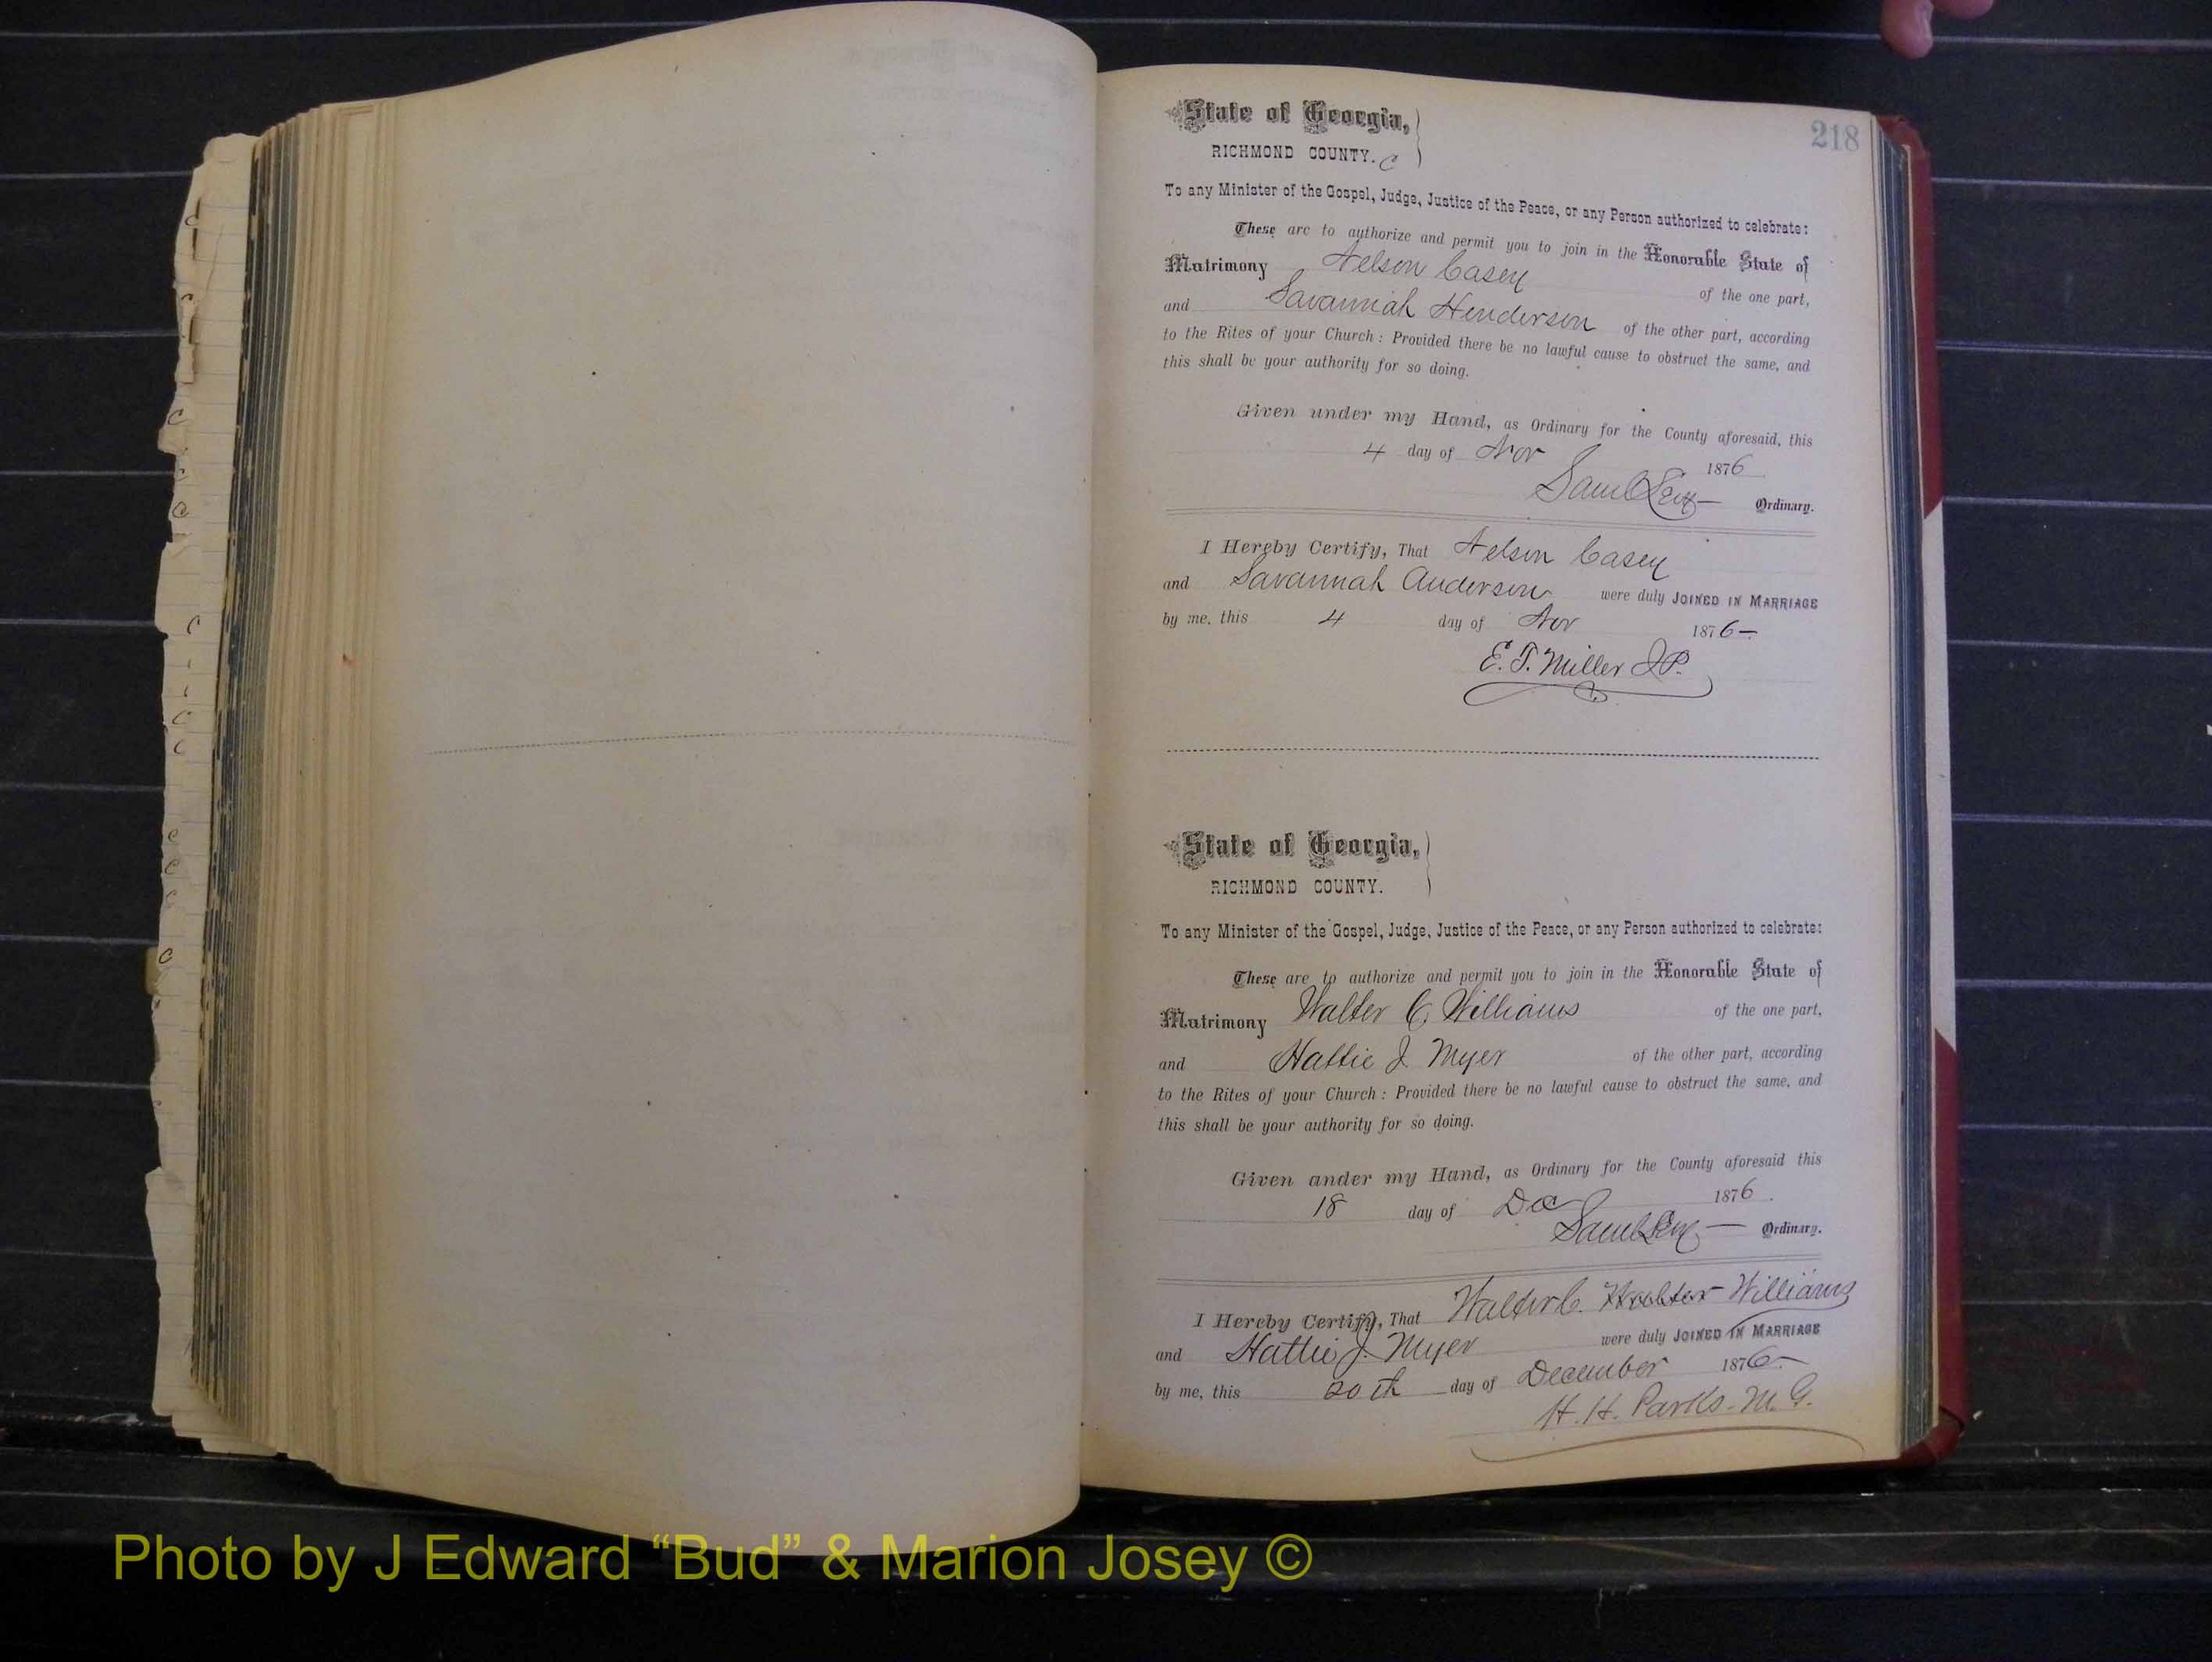 218
State of Georgia,
RICHMOND COUNTY. C
To any Minister of the Gospel, Judge, Justice of the Peace, or any Person authorized to celebrate:
These are to authorize and permit you to join in the Honorable State of
Matrimony Nelson Casey of the one part,
and Savannah Henderson of the other part, according
to the Rites of your Church: Provided there be no lawful cause to obstruct the same, and
this shall be your authority for so doing.
Given under my Hand, as Ordinary for the County aforesaid, this
4 day of Nov 1876
Saml Levy Ordinary.
I Hereby Certify, That Nelson Casey
and Savannah Anderson were duly JOINED IN MARRIAGE
by me, this 4 day of Nov 1876-
E. T. Miller J.P.
State of Georgia,
RICHMOND COUNTY.
To any Minister of the Gospel, Judge, Justice of the Peace, or any Person authorized to celebrate:
These are to authorize and permit you to join in the Honorable State of
Matrimony Walter C. Williams of the one part,
and Hattie J Myer of the other part, according
to the Rites of your Church: Provided there be no lawful cause to obstruct the same, and
this shall be your authority for so doing.
Given under my Hand, as Ordinary for the County aforesaid this
18 day of Dec 1876.
Saml Levy Ordinary.
I Hereby Certify, That Walter C. Walter Williams
and Hattie J. Myer were duly JOINED IN MARRIAGE
by me, this 20th day of December 1876-
H. H. Parks. M. G.
Photo by J Edward “Bud” & Marion Josey ©